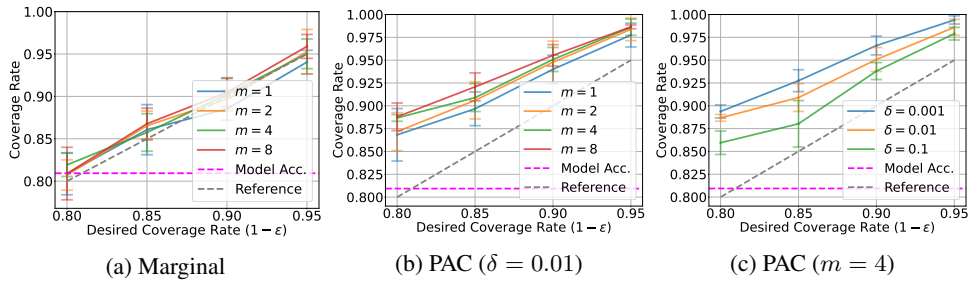 1.00
0.95
0.90
0.85
0.80
Coverage Rate
m = 1
m = 2
m = 4
m = 8
Model Acc.
Reference
0.80 0.85 0.90 0.95
Desired Coverage Rate (1 − ε)
(a) Marginal
1.000
0.975
0.950
0.925
0.900
0.875
0.850
0.825
0.800
Coverage Rate
m = 1
m = 2
m = 4
m = 8
Model Acc.
Reference
0.80 0.85 0.90 0.95
Desired Coverage Rate (1 − ε)
(b) PAC (δ = 0.01)
1.000
0.975
0.950
0.925
0.900
0.875
0.850
0.825
0.800
Coverage Rate
δ = 0.001
δ = 0.01
δ = 0.1
Model Acc.
Reference
0.80 0.85 0.90 0.95
Desired Coverage Rate (1 − ε)
(c) PAC (m = 4)